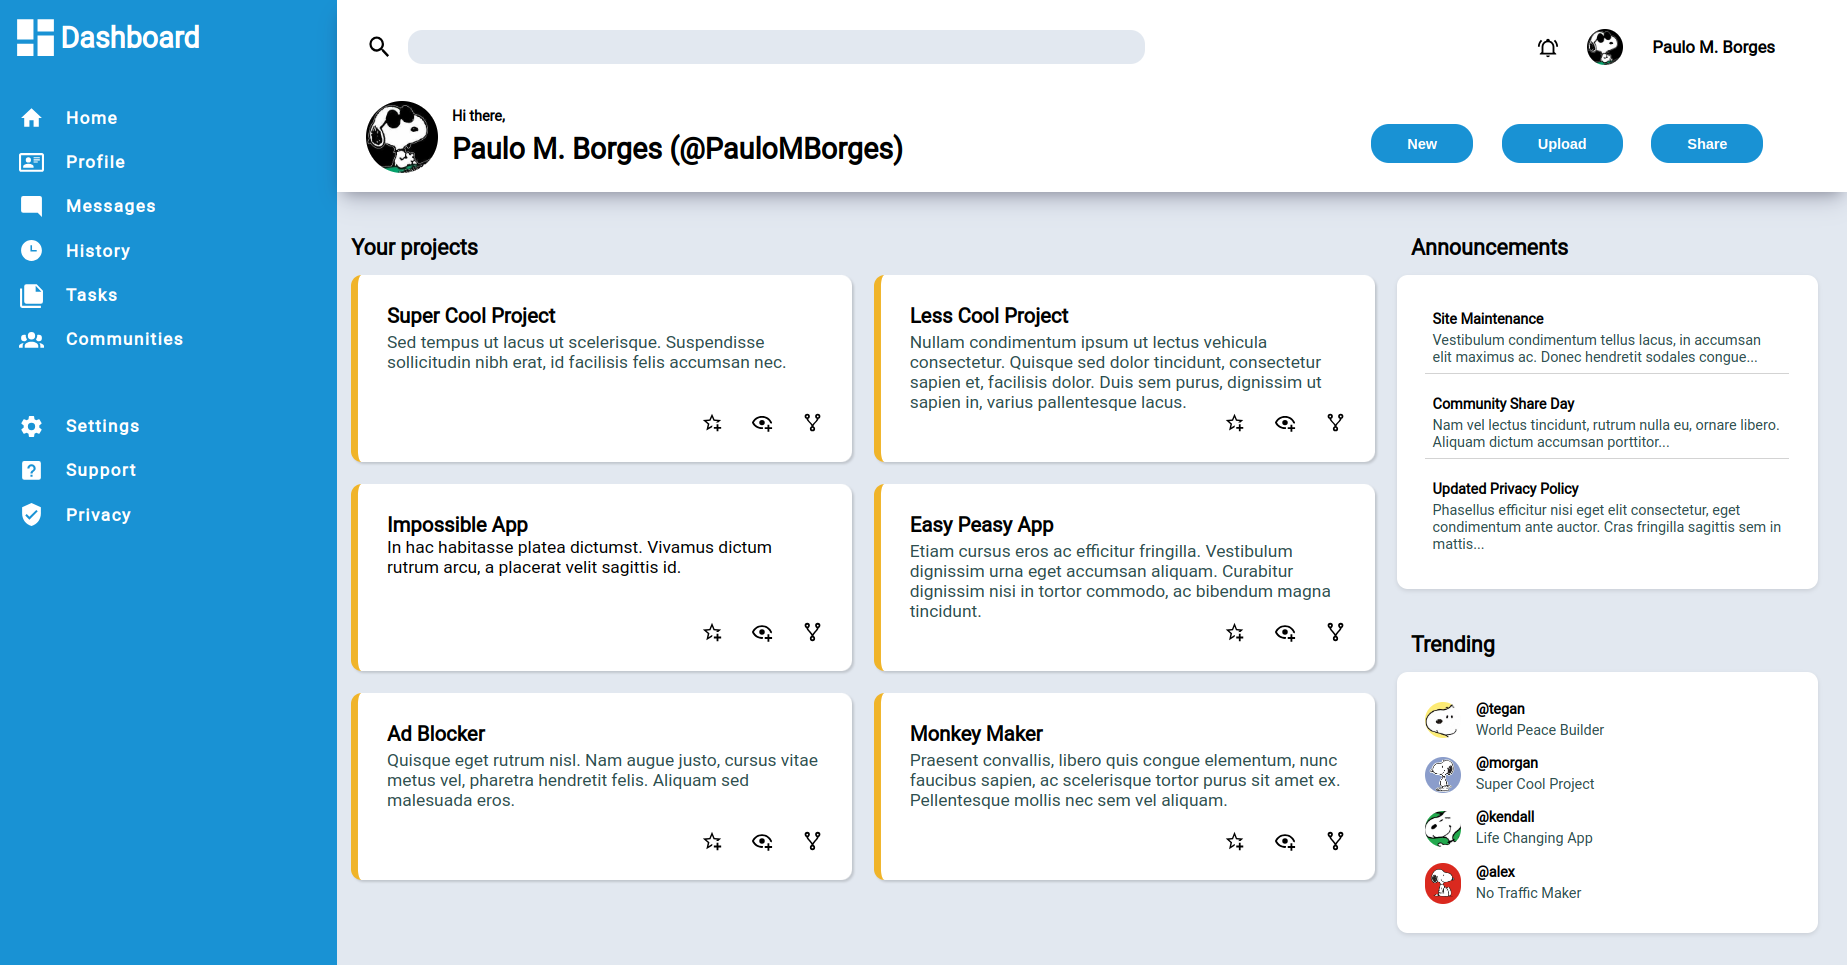 Dashboard
Home
Profile
Messages
History
Tasks
Communities
Settings
Support
Privacy
Paulo M. Borges
Hi there,
Paulo M. Borges (@PauloMBorges)
New
Upload
Share
Your projects
Super Cool Project
Sed tempus ut lacus ut scelerisque. Suspendisse
sollicitudin nibh erat, id facilisis felis accumsan nec.
Less Cool Project
Nullam condimentum ipsum ut lectus vehicula
consectetur. Quisque sed dolor tincidunt, consectetur
sapien et, facilisis dolor. Duis sem purus, dignissim ut
sapien in, varius pallentesque lacus.
Impossible App
In hac habitasse platea dictumst. Vivamus dictum
rutrum arcu, a placerat velit sagittis id.
Easy Peasy App
Etiam cursus eros ac efficitur fringilla. Vestibulum
dignissim urna eget accumsan aliquam. Curabitur
dignissim nisi in tortor commodo, ac bibendum magna
tincidunt.
Ad Blocker
Quisque eget rutrum nisl. Nam augue justo, cursus vitae
metus vel, pharetra hendretit felis. Aliquam sed
malesuada eros.
Monkey Maker
Praesent convallis, libero quis congue elementum, nunc
faucibus sapien, ac scelerisque tortor purus sit amet ex.
Pellentesque mollis nec sem vel aliquam.
Announcements
Site Maintenance
Vestibulum condimentum tellus lacus, in accumsan
elit maximus ac. Donec hendretit sodales congue...
Community Share Day
Nam vel lectus tincidunt, rutrum nulla eu, ornare libero.
Aliquam dictum accumsan porttitor...
Updated Privacy Policy
Phasellus efficitur nisi eget elit consectetur, eget
condimentum ante auctor. Cras fringilla sagittis sem in
mattis...
Trending
@tegan
World Peace Builder
@morgan
Super Cool Project
@kendall
Life Changing App
@alex
No Traffic Maker